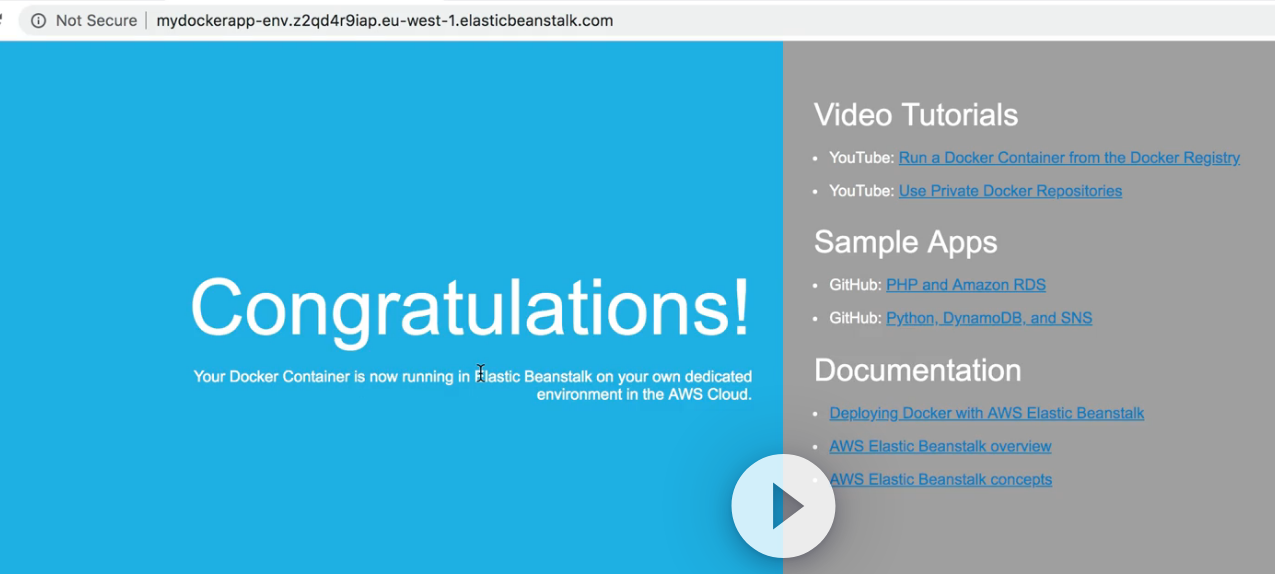 Not Secure | mydockerapp-env.z2qd4r9iap.eu-west-1.elasticbeanstalk.com
Congratulations!
Your Docker Container is now running in Elastic Beanstalk on your own dedicated
environment in the AWS Cloud.
Video Tutorials
• YouTube: Run a Docker Container from the Docker Registry
• YouTube: Use Private Docker Repositories
Sample Apps
• GitHub: PHP and Amazon RDS
• GitHub: Python, DynamoDB, and SNS
Documentation
• Deploying Docker with AWS Elastic Beanstalk
• AWS Elastic Beanstalk overview
• AWS Elastic Beanstalk concepts